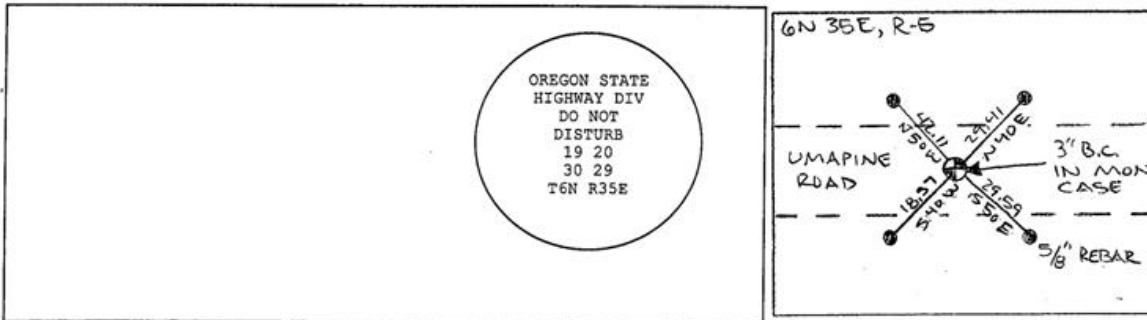 OREGON STATE
HIGHWAY DIV
DO NOT
DISTURB
19 20
30 29
T6N R35E
6N 35E, R-5
42.11
N50W
29.41
N40E
UMAPINE
ROAD
3" B.C.
IN MON
CASE
18.37
S40W
29.59
S50E
5/8" REBAR